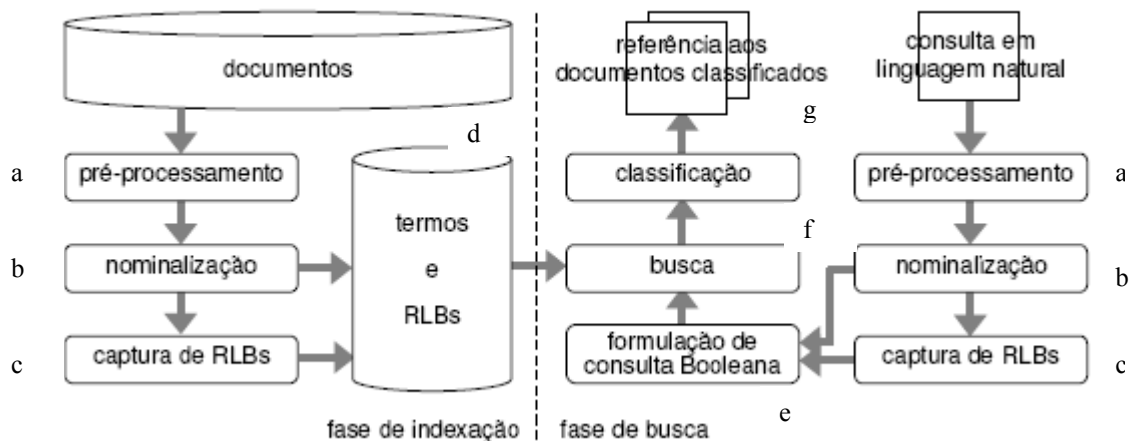 documentos
referência aos
documentos classificados
consulta em
linguagem natural
d
g
a
pré-processamento
classificação
pré-processamento
a
termos
e
RLBs
f
b
nominalização
busca
nominalização
b
c
captura de RLBs
formulação de
consulta Booleana
captura de RLBs
c
e
fase de indexação
fase de busca